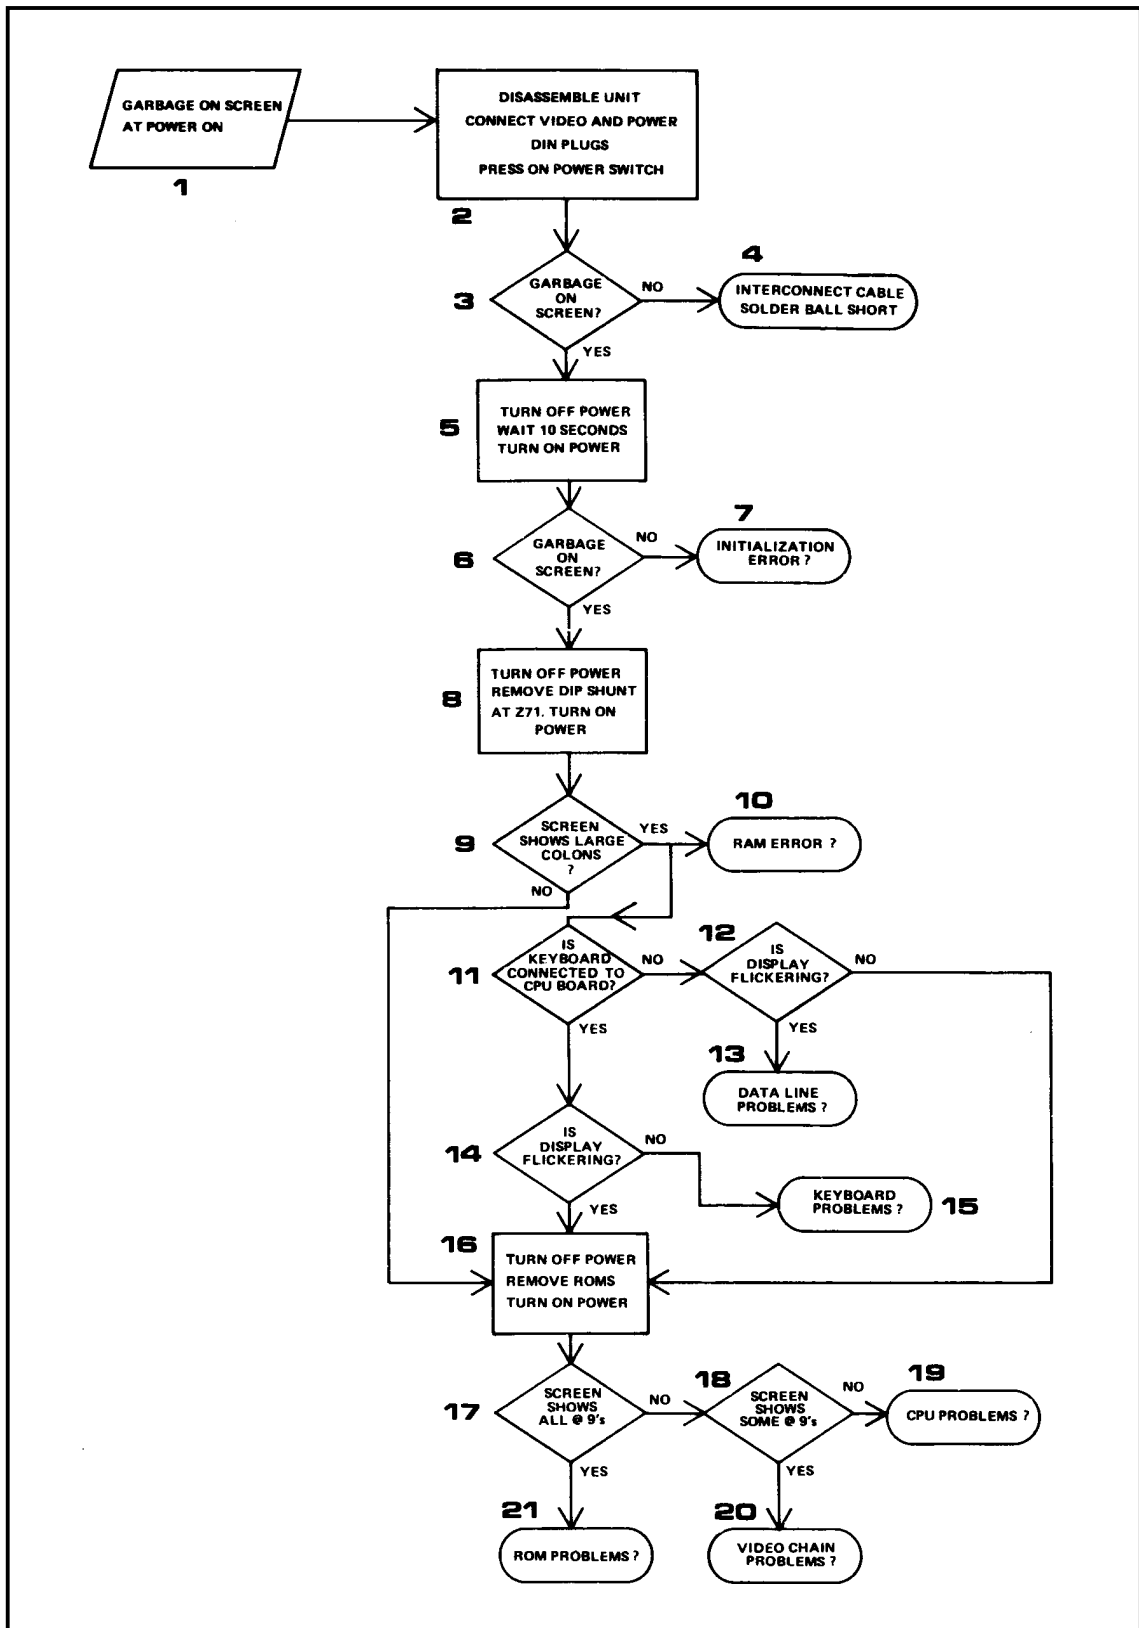 GARBAGE ON SCREEN
AT POWER ON
1
DISASSEMBLE UNIT
CONNECT VIDEO AND POWER
DIN PLUGS
PRESS ON POWER SWITCH
2
GARBAGE
ON
SCREEN?
3
NO
YES
4
INTERCONNECT CABLE
SOLDER BALL SHORT
5
TURN OFF POWER
WAIT 10 SECONDS
TURN ON POWER
6
GARBAGE
ON
SCREEN?
NO
YES
7
INITIALIZATION
ERROR ?
8
TURN OFF POWER
REMOVE DIP SHUNT
AT Z71. TURN ON
POWER
9
SCREEN
SHOWS LARGE
COLONS
?
YES
NO
10
RAM ERROR ?
11
IS
KEYBOARD
CONNECTED TO
CPU BOARD?
NO
YES
12
IS
DISPLAY
FLICKERING?
NO
YES
13
DATA LINE
PROBLEMS ?
14
IS
DISPLAY
FLICKERING?
NO
YES
KEYBOARD
PROBLEMS ?
15
16
TURN OFF POWER
REMOVE ROMS
TURN ON POWER
17
SCREEN
SHOWS
ALL @ 9's
NO
YES
18
SCREEN
SHOWS
SOME @ 9's
NO
YES
19
CPU PROBLEMS ?
21
ROM PROBLEMS ?
20
VIDEO CHAIN
PROBLEMS ?